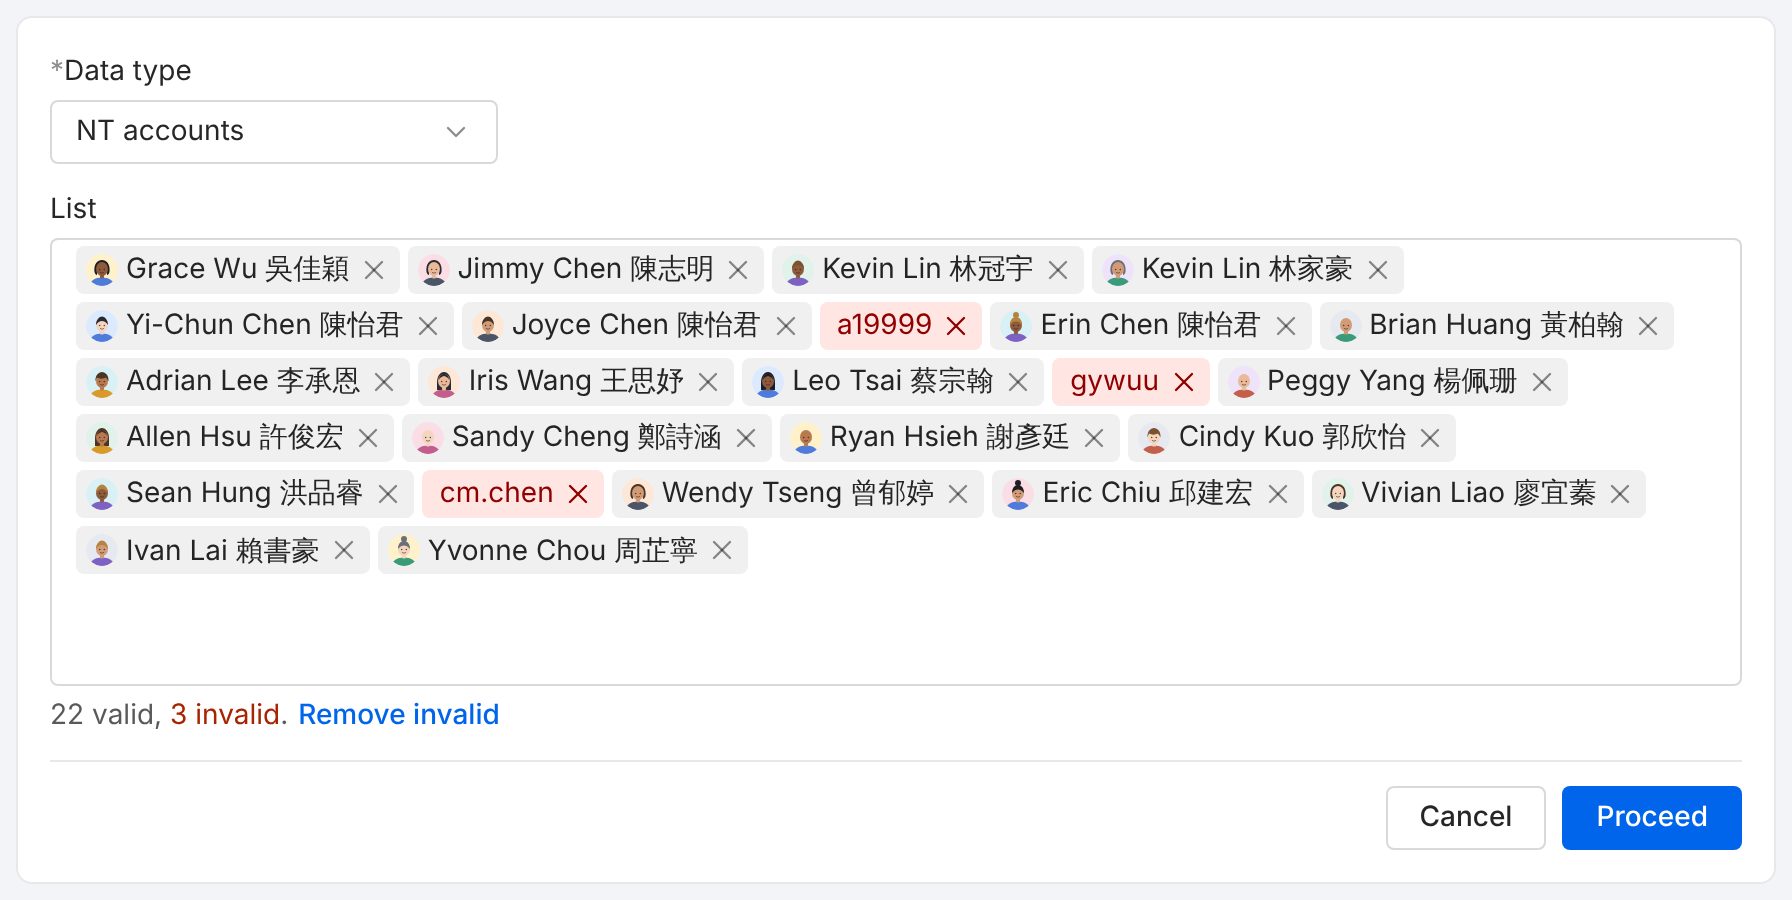 *Data type
NT accounts
List
Grace Wu 吳佳穎 Jimmy Chen 陳志明 Kevin Lin 林冠宇 Kevin Lin 林家豪
Yi-Chun Chen 陳怡君 Joyce Chen 陳怡君 a19999 Erin Chen 陳怡君 Brian Huang 黃柏翰
Adrian Lee 李承恩 Iris Wang 王思妤 Leo Tsai 蔡宗翰 gywuu Peggy Yang 楊佩珊
Allen Hsu 許俊宏 Sandy Cheng 鄭詩涵 Ryan Hsieh 謝彥廷 Cindy Kuo 郭欣怡
Sean Hung 洪品睿 cm.chen Wendy Tseng 曾郁婷 Eric Chiu 邱建宏 Vivian Liao 廖宜蓁
Ivan Lai 賴書豪 Yvonne Chou 周芷寧
22 valid, 3 invalid. Remove invalid
Cancel Proceed